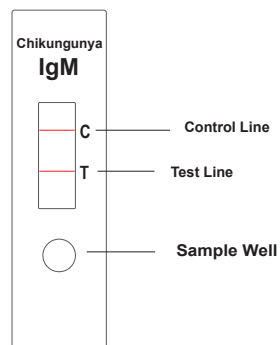 Chikungunya
IgM
C
Control Line
T
Test Line
Sample Well